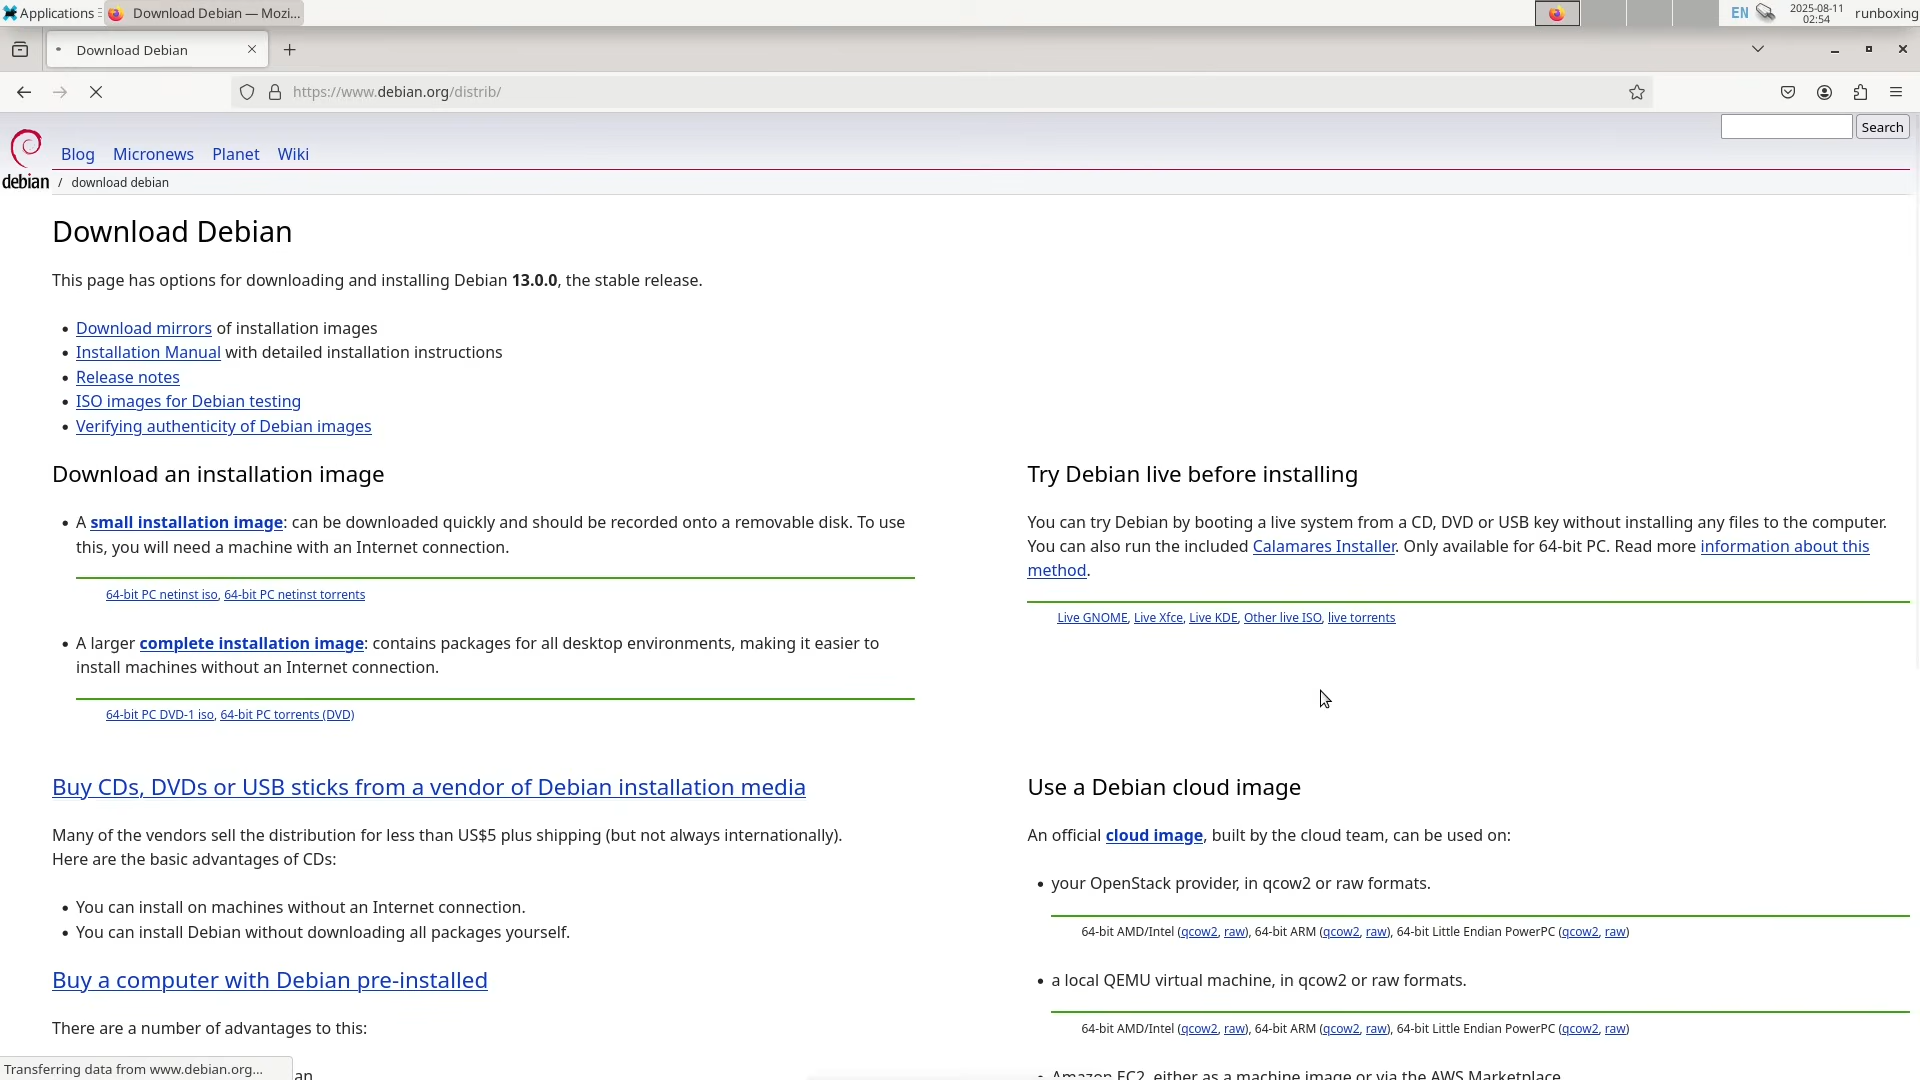 Applications
Download Debian — Mozi...
EN
2025-08-11
02:54
runboxing
Download Debian
https://www.debian.org/distrib/
Search
debian
Blog
Micronews
Planet
Wiki
/ download debian
Download Debian
This page has options for downloading and installing Debian 13.0.0, the stable release.
• Download mirrors of installation images
• Installation Manual with detailed installation instructions
• Release notes
• ISO images for Debian testing
• Verifying authenticity of Debian images
Download an installation image
• A small installation image: can be downloaded quickly and should be recorded onto a removable disk. To use
this, you will need a machine with an Internet connection.
64-bit PC netinst iso, 64-bit PC netinst torrents
• A larger complete installation image: contains packages for all desktop environments, making it easier to
install machines without an Internet connection.
64-bit PC DVD-1 iso, 64-bit PC torrents (DVD)
Try Debian live before installing
You can try Debian by booting a live system from a CD, DVD or USB key without installing any files to the computer.
You can also run the included Calamares Installer. Only available for 64-bit PC. Read more information about this
method.
Live GNOME, Live Xfce, Live KDE, Other live ISO, live torrents
Buy CDs, DVDs or USB sticks from a vendor of Debian installation media
Many of the vendors sell the distribution for less than US$5 plus shipping (but not always internationally).
Here are the basic advantages of CDs:
• You can install on machines without an Internet connection.
• You can install Debian without downloading all packages yourself.
Buy a computer with Debian pre-installed
There are a number of advantages to this:
an
Use a Debian cloud image
An official cloud image, built by the cloud team, can be used on:
• your OpenStack provider, in qcow2 or raw formats.
64-bit AMD/Intel (qcow2, raw), 64-bit ARM (qcow2, raw), 64-bit Little Endian PowerPC (qcow2, raw)
• a local QEMU virtual machine, in qcow2 or raw formats.
64-bit AMD/Intel (qcow2, raw), 64-bit ARM (qcow2, raw), 64-bit Little Endian PowerPC (qcow2, raw)
• Amazon EC2, either as a machine image or via the AWS Marketplace.
Transferring data from www.debian.org...